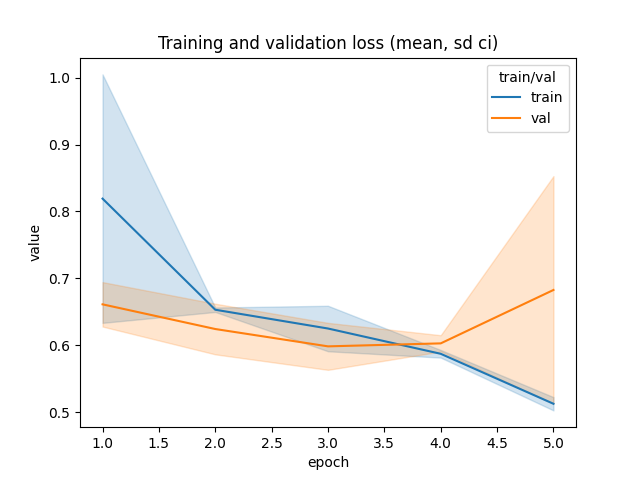 Training and validation loss (mean, sd ci)
train/val
train
val
1.0
0.9
0.8
0.7
0.6
0.5
value
1.0 1.5 2.0 2.5 3.0 3.5 4.0 4.5 5.0
epoch